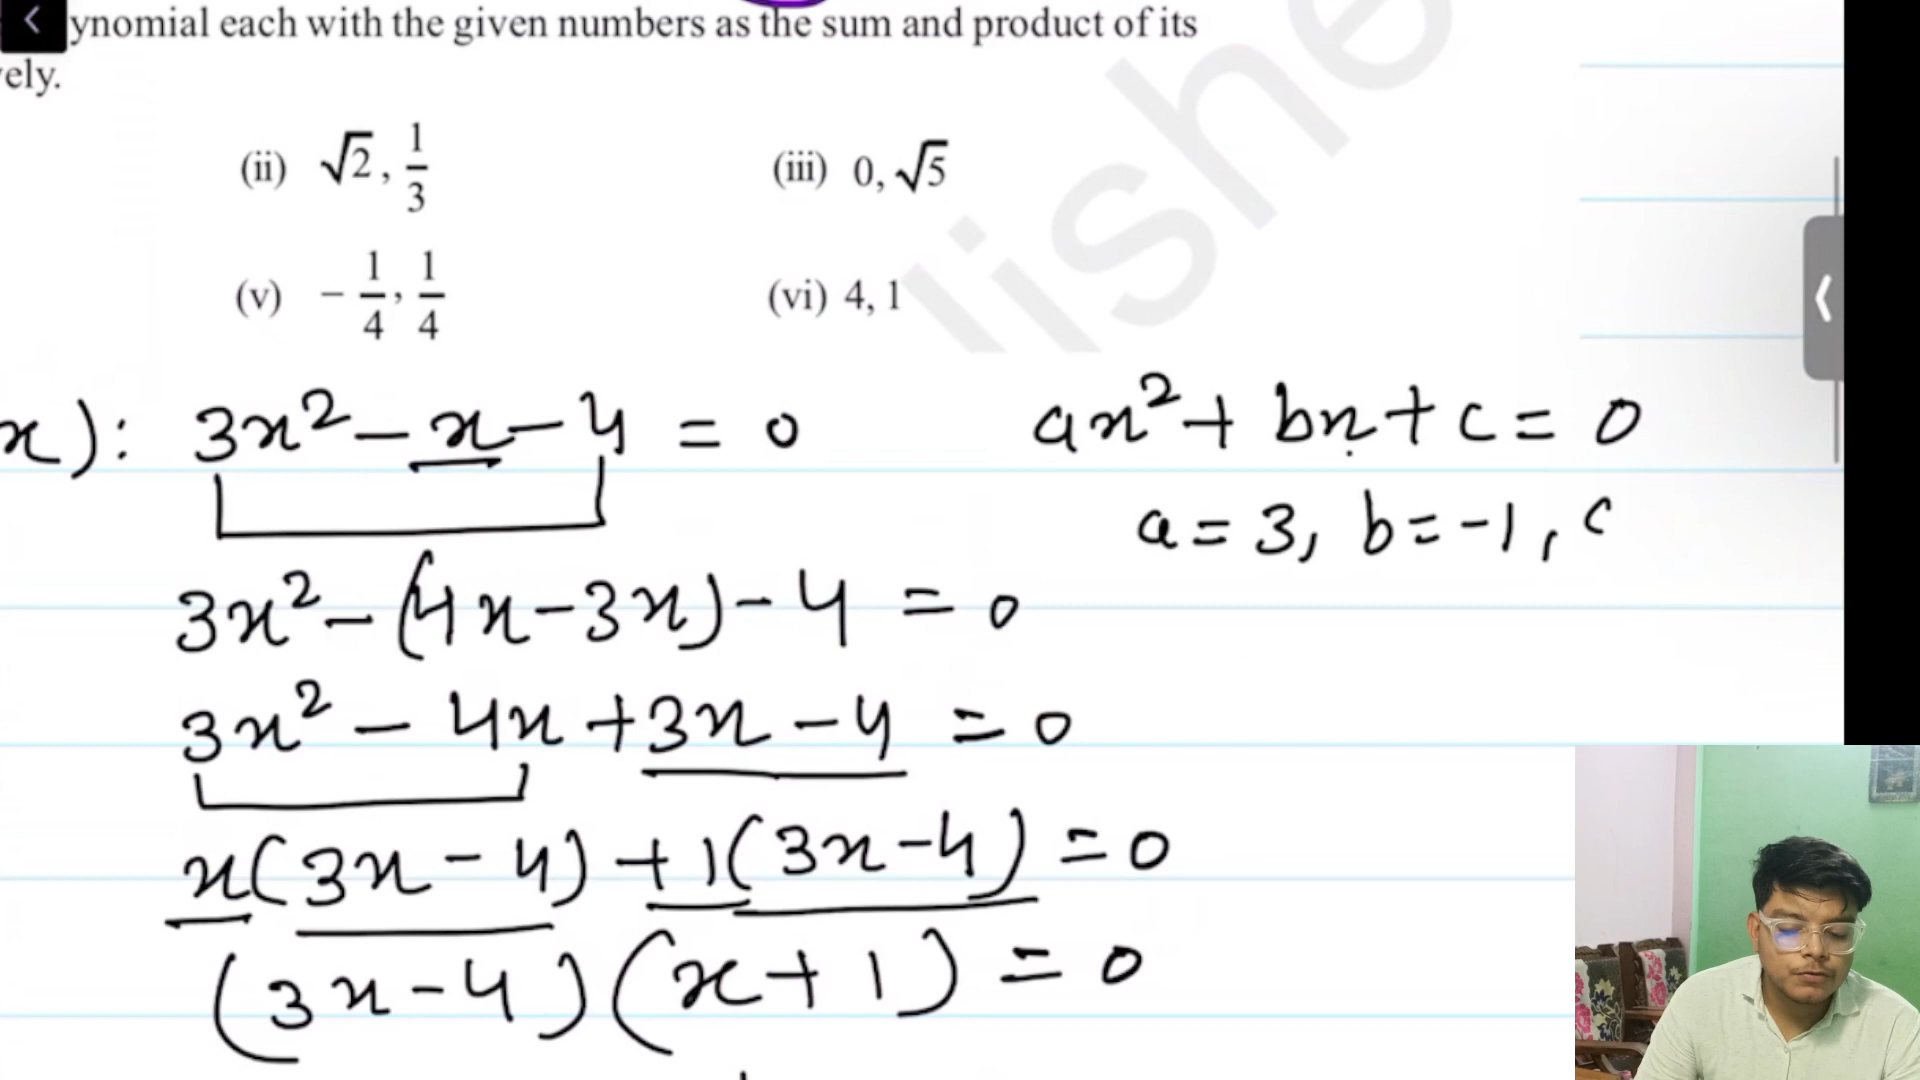 ynomial each with the given numbers as the sum and product of its
ely.
(ii) √2, 1/3 (iii) 0, √5
(v) -1/4, 1/4 (vi) 4, 1
x): 3x² - x - 4 = 0
ax² + bx + c = 0
a = 3, b = -1, c
3x² - (4x - 3x) - 4 = 0
3x² - 4x + 3x - 4 = 0
x(3x - 4) + 1(3x - 4) = 0
(3x - 4)(x + 1) = 0
lishe